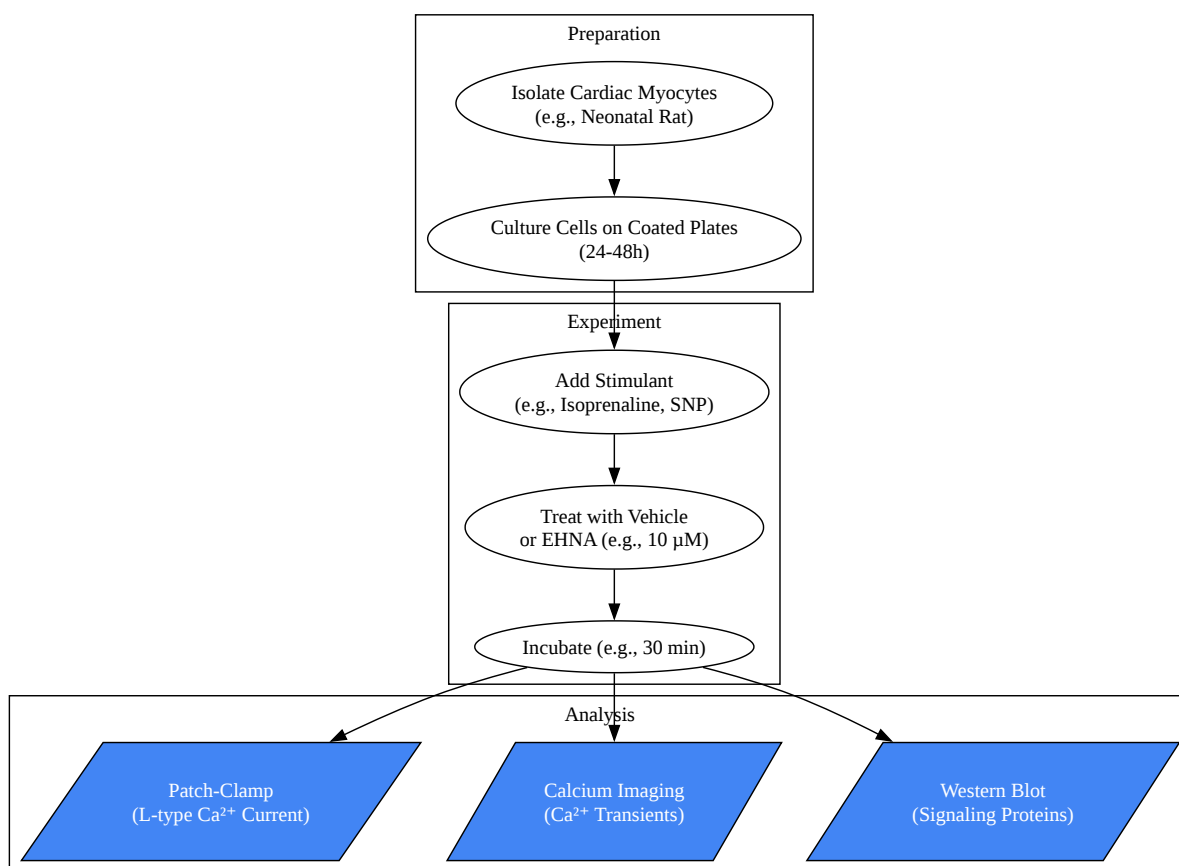 Preparation
Isolate Cardiac Myocytes
(e.g., Neonatal Rat)
Culture Cells on Coated Plates
(24-48h)
Experiment
Add Stimulant
(e.g., Isoprenaline, SNP)
Treat with Vehicle
or EHNA (e.g., 10 µM)
Incubate (e.g., 30 min)
Analysis
Patch-Clamp
(L-type Ca²⁺ Current)
Calcium Imaging
(Ca²⁺ Transients)
Western Blot
(Signaling Proteins)